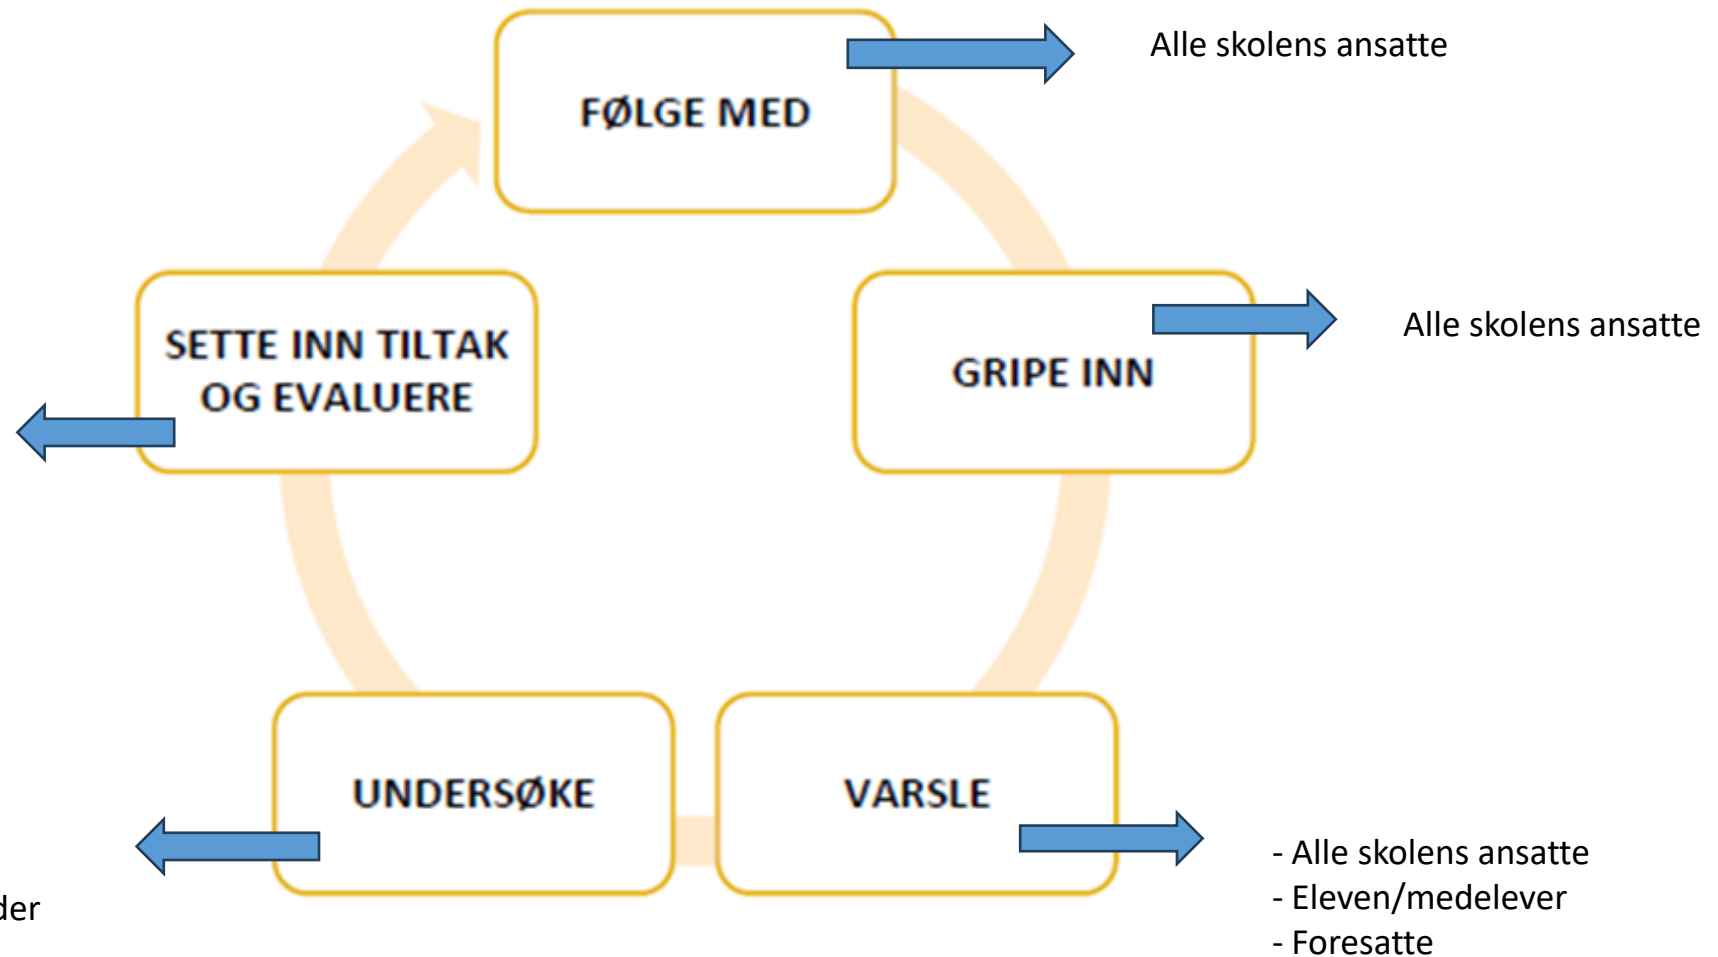 Alle skolens ansatte
FØLGE MED
Alle skolens ansatte
GRIPE INN
SETTE INN TILTAK
OG EVALUERE
UNDERSØKE
VARSLE
- Alle skolens ansatte
- Eleven/medelever
- Foresatte